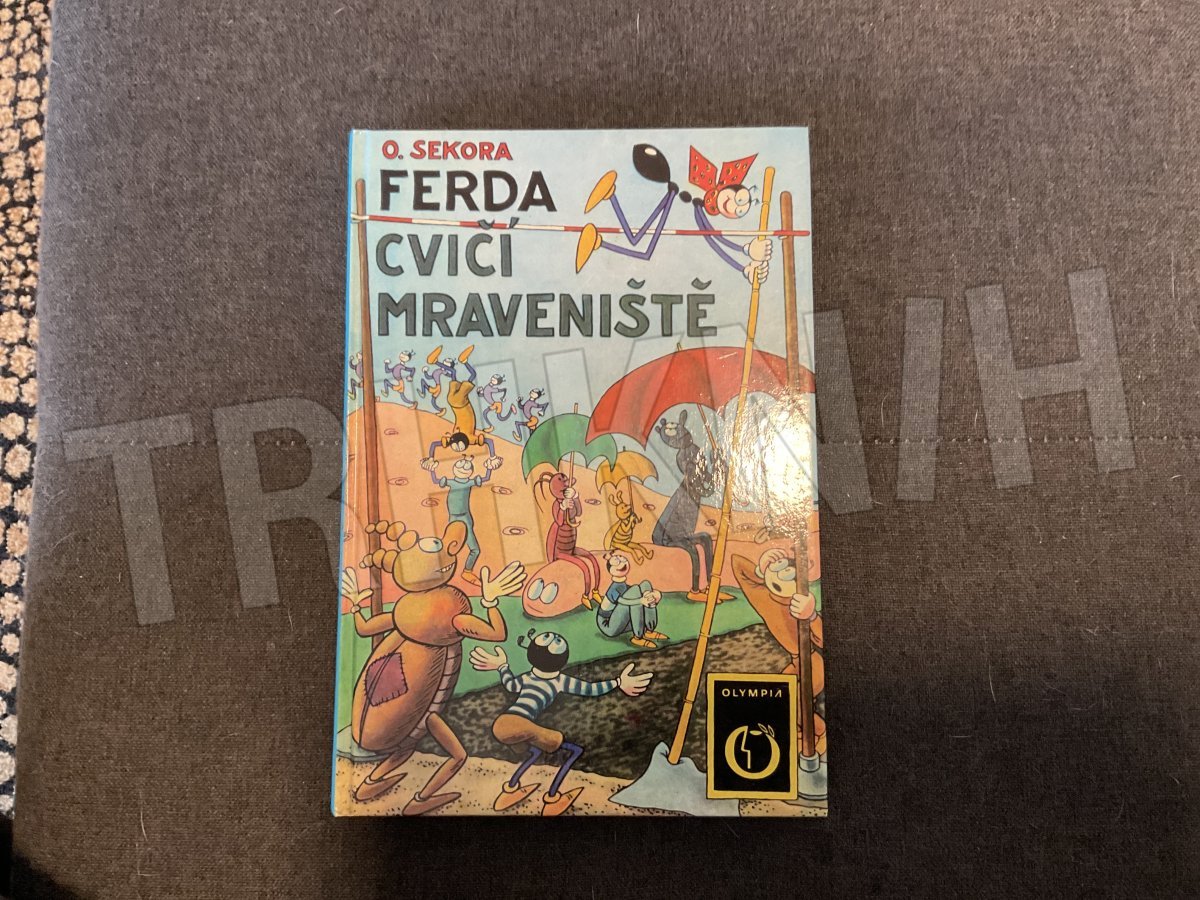 O. SEKORA
FERDA
CVIČÍ
MRAVENIŠTĚ
OLYMPIA